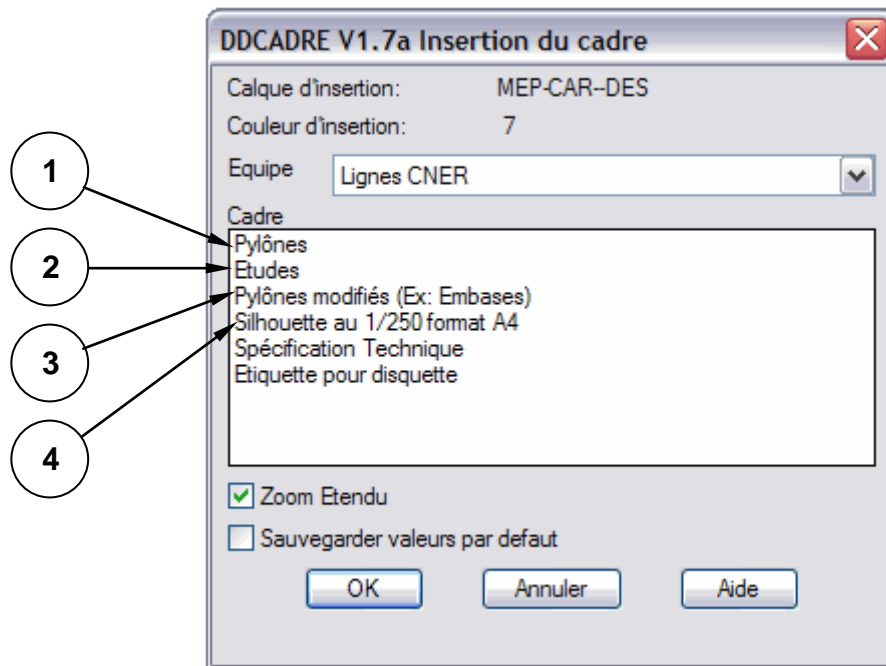 DDCADRE V1.7a Insertion du cadre
Calque d'insertion: MEP-CAR--DES
Couleur d'insertion: 7
1
Equipe Lignes CNER
Cadre
Pylônes
2
Etudes
Pylônes modifiés (Ex: Embases)
Silhouette au 1/250 format A4
3
Spécification Technique
Etiquette pour disquette
4
Zoom Etendu
Sauvegarder valeurs par defaut
OK Annuler Aide